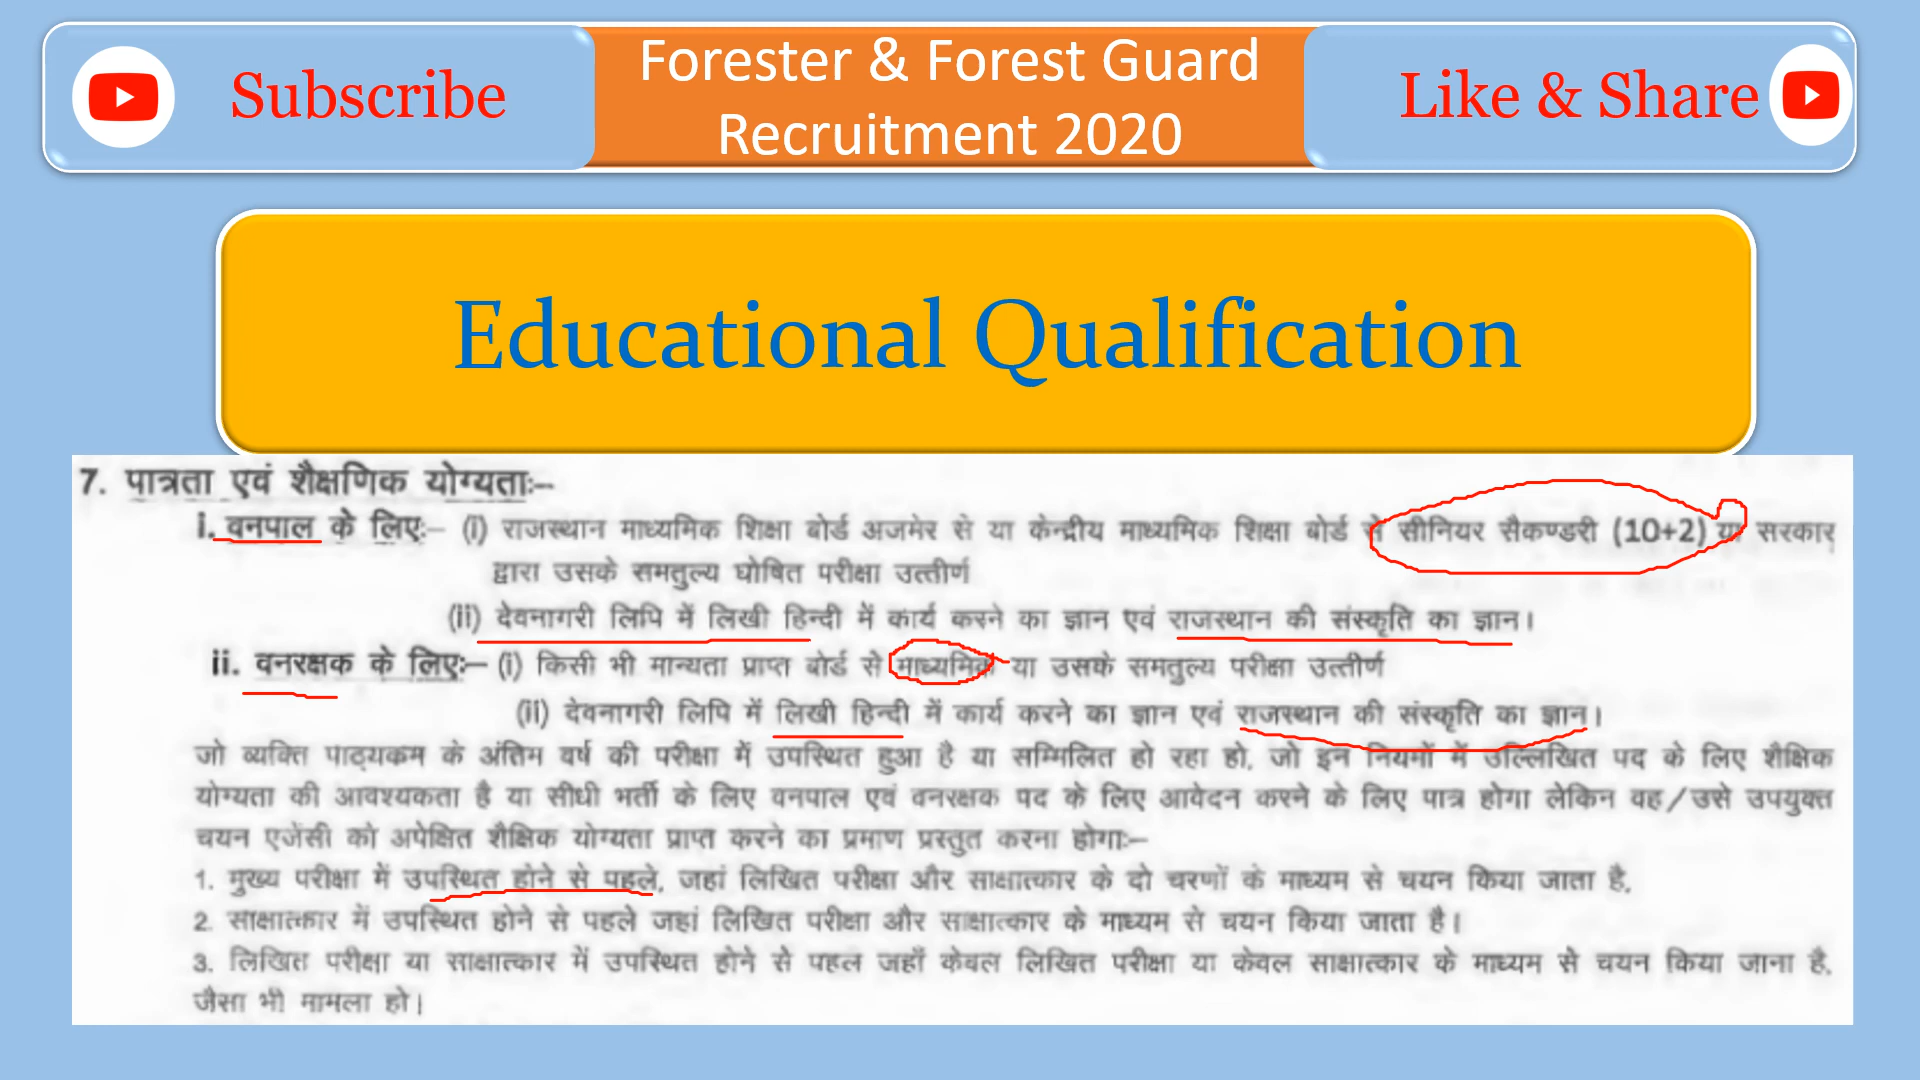 Subscribe
Forester & Forest Guard
Recruitment 2020
Like & Share
Educational Qualification
7. पात्रता एवं शैक्षणिक योग्यताः–
i. वनपाल के लिएः– (i) राजस्थान माध्यमिक शिक्षा बोर्ड अजमेर से या केन्द्रीय माध्यमिक शिक्षा बोर्ड से सीनियर सैकण्डरी (10+2) या सरकार
द्वारा उसके समतुल्य घोषित परीक्षा उत्तीर्ण
(ii) देवनागरी लिपि में लिखी हिन्दी में कार्य करने का ज्ञान एवं राजस्थान की संस्कृति का ज्ञान।
ii. वनरक्षक के लिएः– (i) किसी भी मान्यता प्राप्त बोर्ड से माध्यमिक या उसके समतुल्य परीक्षा उत्तीर्ण
(ii) देवनागरी लिपि में लिखी हिन्दी में कार्य करने का ज्ञान एवं राजस्थान की संस्कृति का ज्ञान।
जो व्यक्ति पाठ्यकम के अंतिम वर्ष की परीक्षा में उपस्थित हुआ है या सम्मिलित हो रहा हो, जो इन नियमों में उल्लिखित पद के लिए शैक्षिक
योग्यता की आवश्यकता है या सीधी भर्ती के लिए वनपाल एवं वनरक्षक पद के लिए आवेदन करने के लिए पात्र होगा लेकिन वह/उसे उपयुक्त
चयन एजेंसी को अपेक्षित शैक्षिक योग्यता प्राप्त करने का प्रमाण प्रस्तुत करना होगाः–
1. मुख्य परीक्षा में उपस्थित होने से पहले, जहां लिखित परीक्षा और साक्षात्कार के दो चरणों के माध्यम से चयन किया जाता है,
2. साक्षात्कार में उपस्थित होने से पहले जहां लिखित परीक्षा और साक्षात्कार के माध्यम से चयन किया जाता है।
3. लिखित परीक्षा या साक्षात्कार में उपस्थित होने से पहल जहाँ केवल लिखित परीक्षा या केवल साक्षात्कार के माध्यम से चयन किया जाना है,
जैसा भी मामला हो।